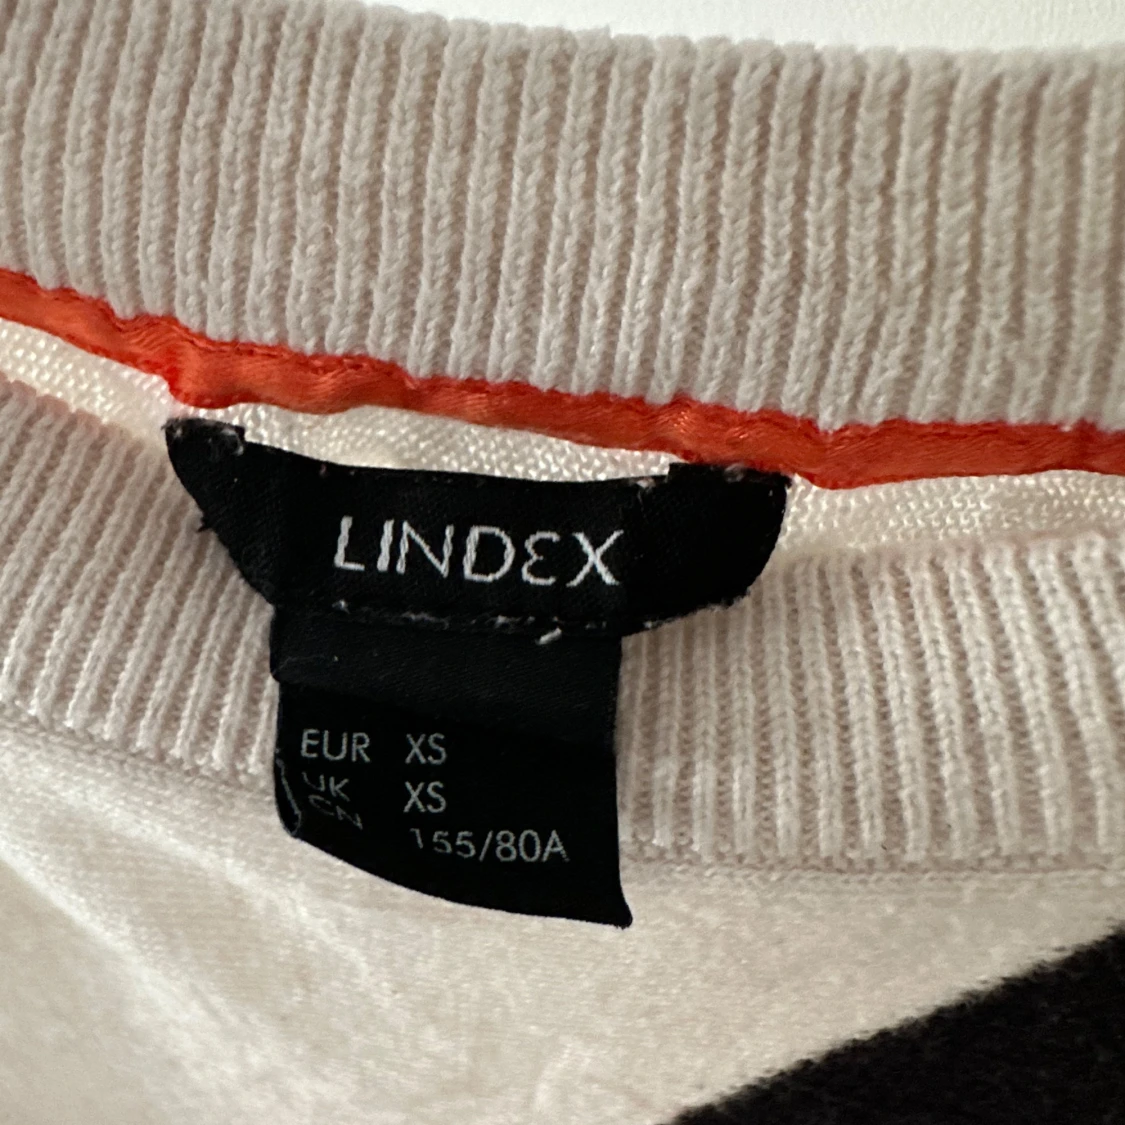 LINDEX
EUR XS
UK XS
CN 155/80A